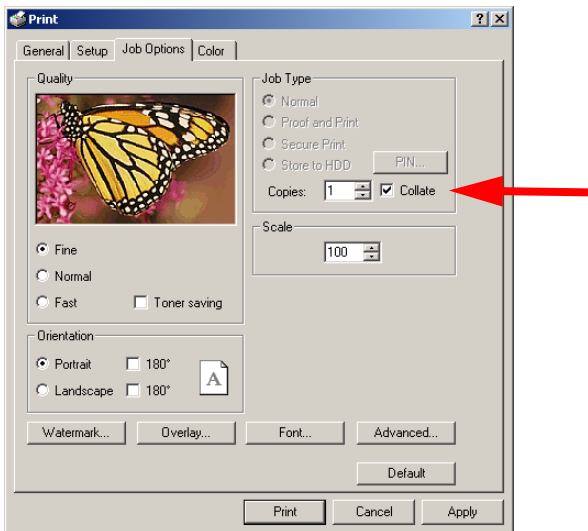 Print
General Setup Job Options Color
Quality
Fine
Normal
Fast Toner saving
Orientation
Portrait 180°
Landscape 180°
A
Job Type
Normal
Proof and Print
Secure Print
Store to HDD PIN...
Copies: 1 Collate
Scale
100
Watermark... Overlay... Font... Advanced...
Default
Print Cancel Apply